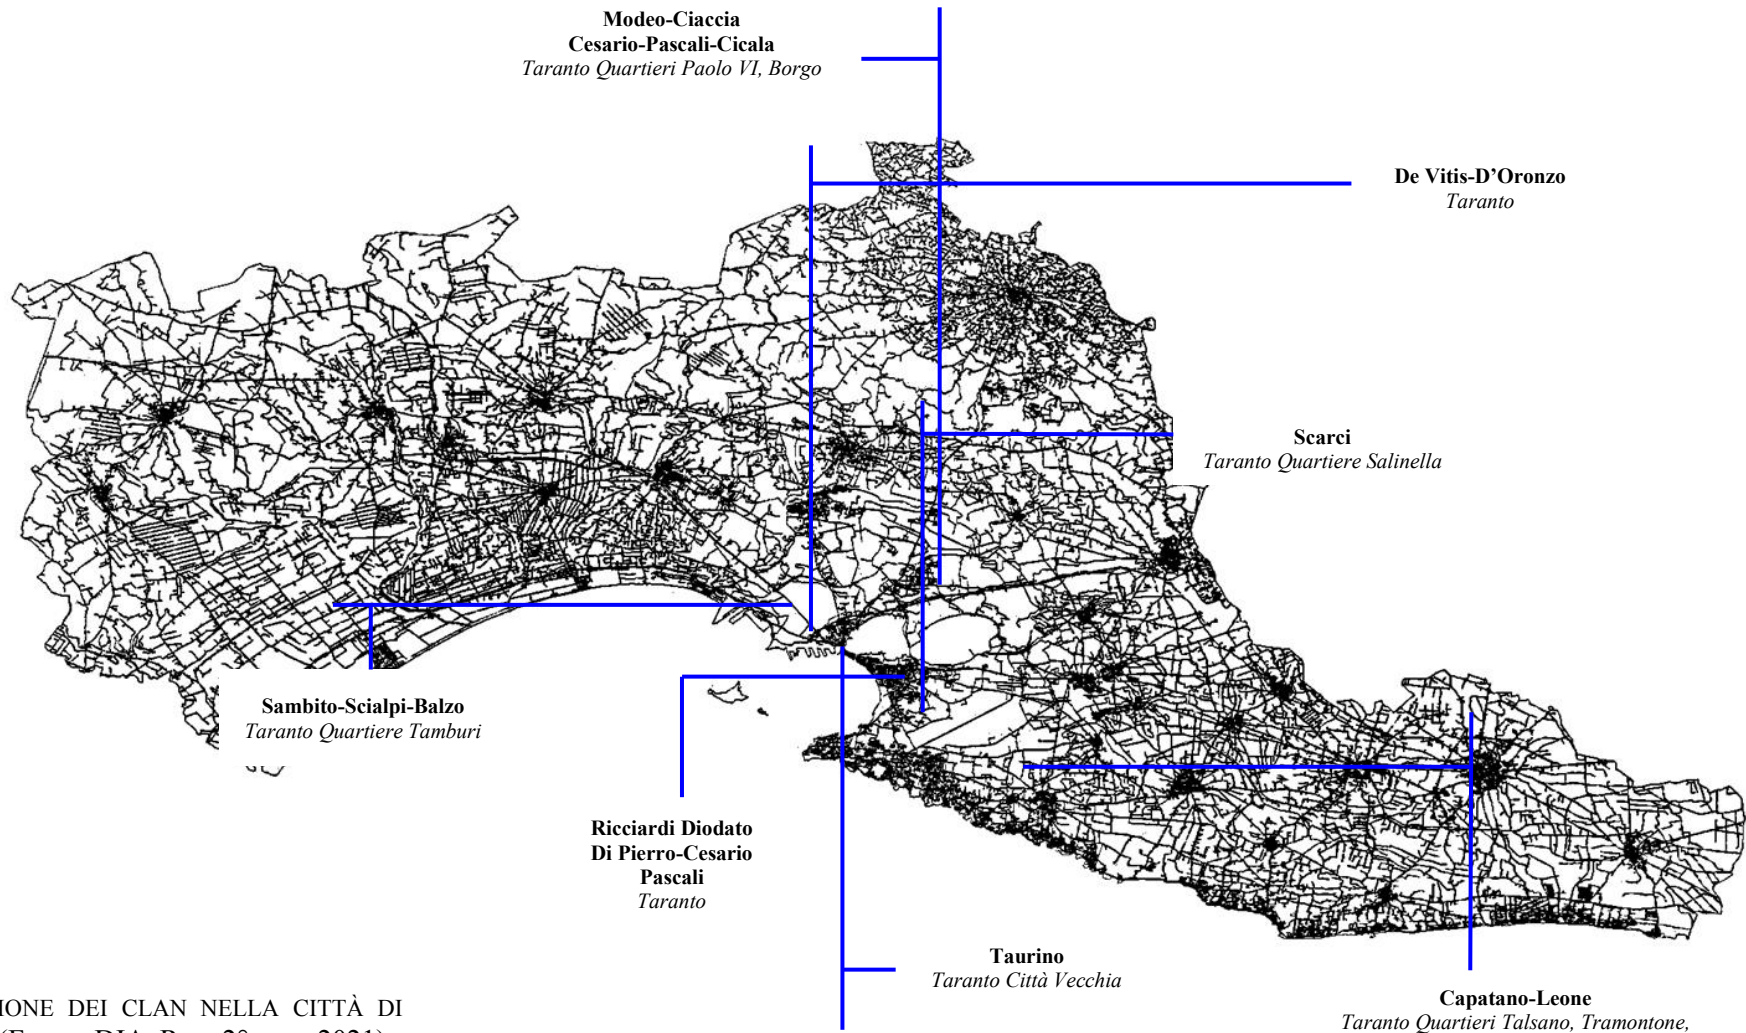 Modeo-Ciaccia
Cesario-Pascali-Cicala
Taranto Quartieri Paolo VI, Borgo
De Vitis-D’Oronzo
Taranto
Scarci
Taranto Quartiere Salinella
Sambito-Scialpi-Balzo
Taranto Quartiere Tamburi
Ricciardi Diodato
Di Pierro-Cesario
Pascali
Taranto
Taurino
Taranto Città Vecchia
Capatano-Leone
Taranto Quartieri Talsano, Tramontone,
IONE DEI CLAN NELLA CITTÀ DI
2021)